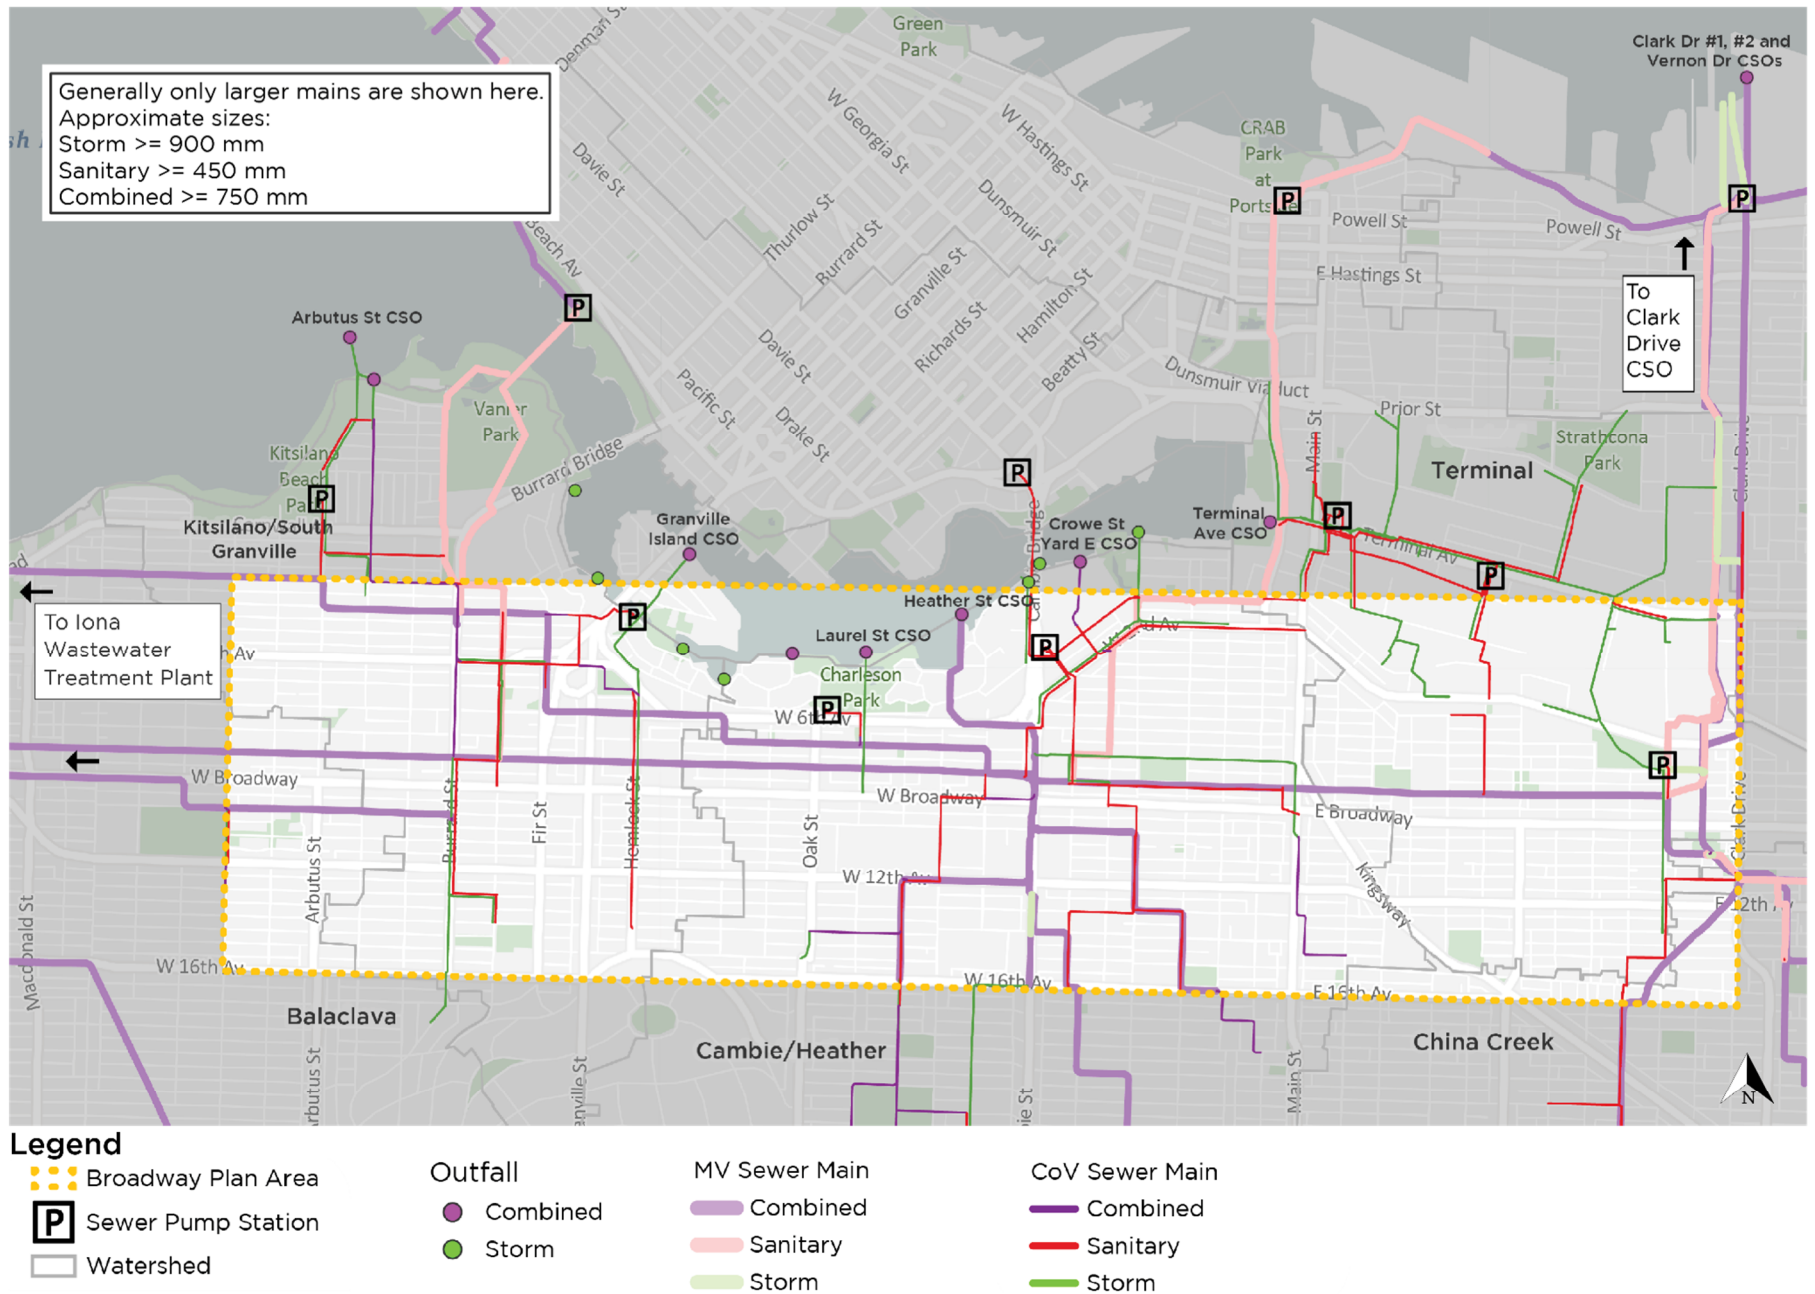 Generally only larger mains are shown here.
Approximate sizes:
Storm >= 900 mm
Sanitary >= 450 mm
Combined >= 750 mm
Denman St
Green
Park
Clark Dr #1, #2 and
Vernon Dr CSOs
W Georgia St
W Hastings St
CRAB
Park
at
Davie St
P
P
Powell St
Powell St
Dunsmuir St
Thurlow St
Burrard St
Beach Av
Granville St
Hamilton St
E Hastings St
To
Clark
Drive
CSO
P
Arbutus St CSO
Richards St
Beatty St
Davie St
Pacific St
Drake St
Dunsmuir Viaduct
Prior St
Main St
Vanier
Park
Burrard Bridge
Strathcona
Park
Terminal
Clark Drive
Kitsilano
Beach
P
P
Kitsilano/South
Granville
Granville
Island CSO
Crowe St
Yard E CSO
Terminal
Ave CSO
P
Terminal Av
P
To Iona
Wastewater
Treatment Plant
Heather St CSO
P
Laurel St CSO
P
Charleson
Park
P
W 6th Av
P
W Broadway
W Broadway
E Broadway
Burrard St
Fir St
Hemlock St
Oak St
Arbutus St
W 12th Av
Kingsway
Clark Drive
E 12th Av
Macdonald St
W 16th Av
W 16th Av
E 16th Av
Balaclava
Cambie/Heather
China Creek
Arbutus St
Main St
N
Legend
Broadway Plan Area
P Sewer Pump Station
Watershed
Outfall
Combined
Storm
MV Sewer Main
Combined
Sanitary
Storm
CoV Sewer Main
Combined
Sanitary
Storm